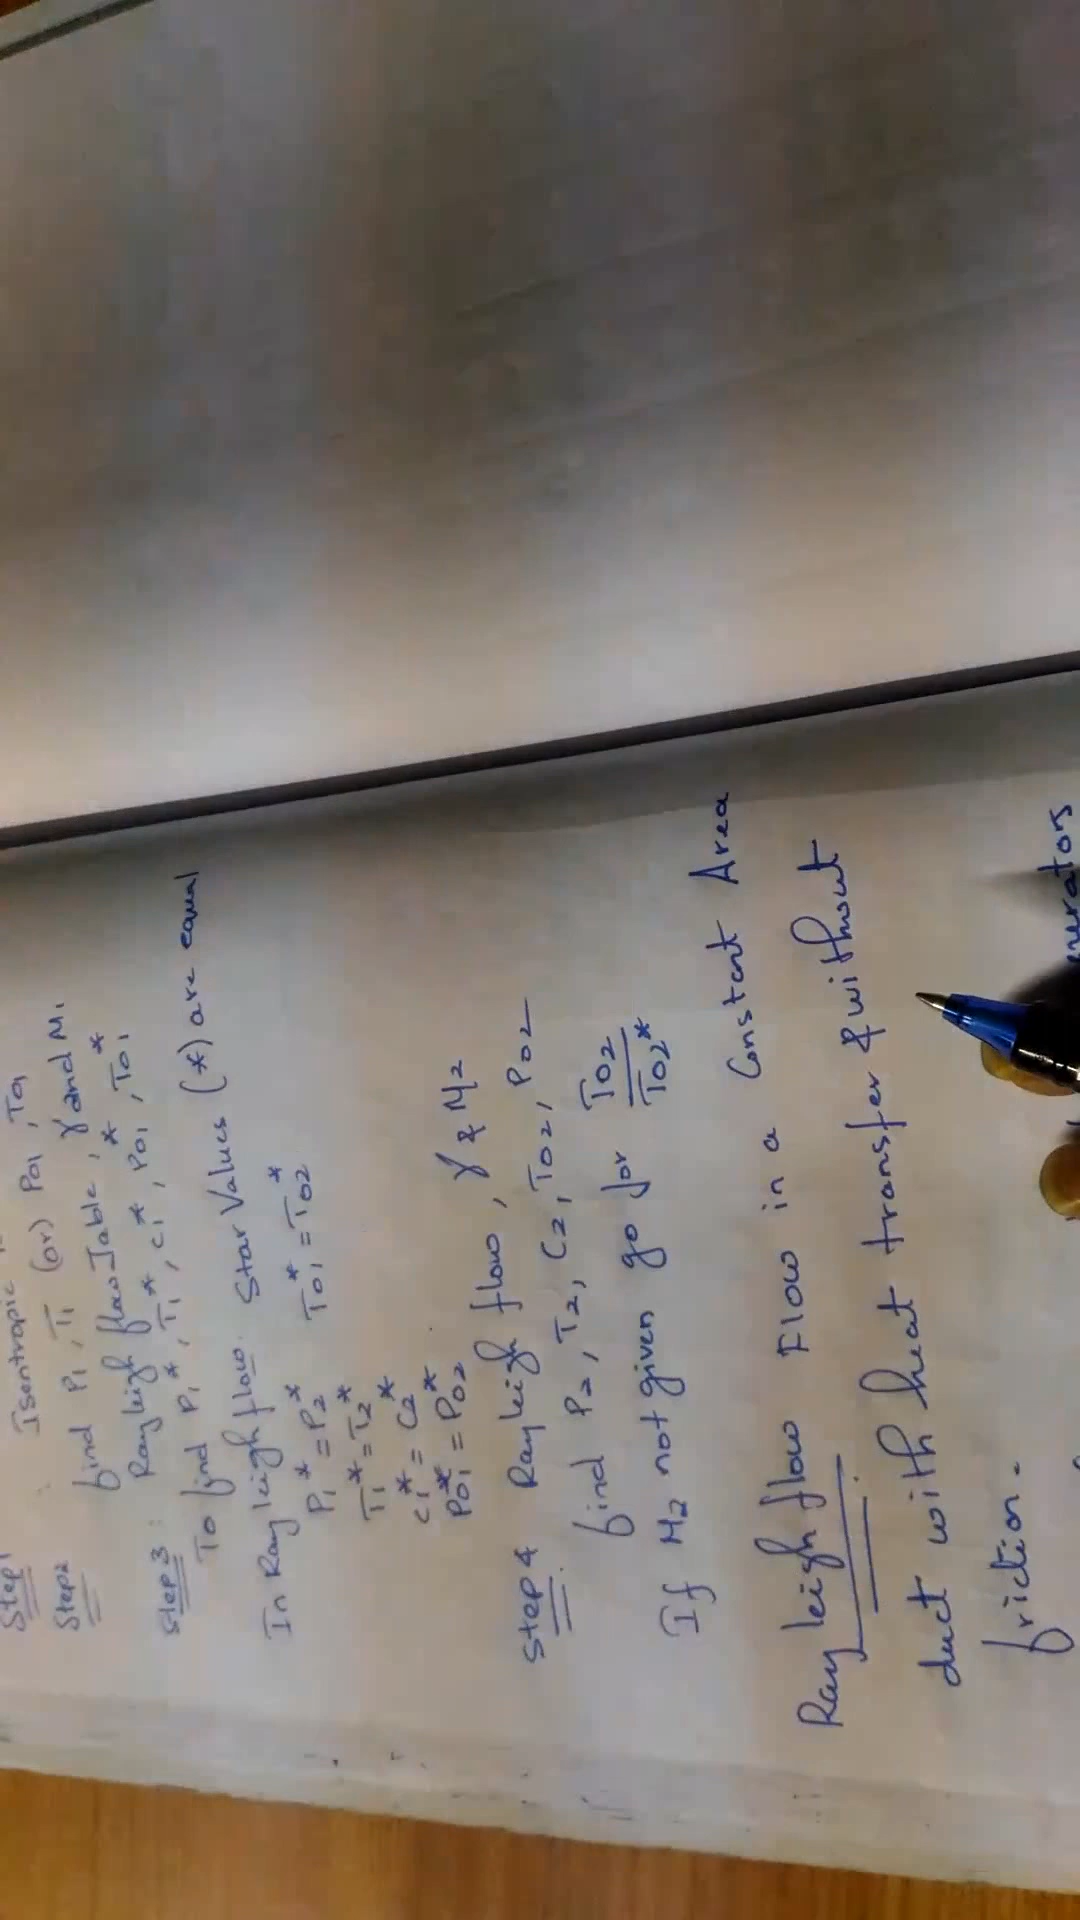 Step1 Isentropic
Step2 find P1, T1 (or) P01, T01
Rayleigh flow Table, γ and M1
Step3: To find P1*, T1*, C1*, P01*, T01*
In Rayleigh flow Star Values (*) are equal
P1* = P2* T01* = T02*
T1* = T2*
C1* = C2*
P01* = P02*
Step 4 Rayleigh flow, γ & M2
find P2, T2, C2, T02, P02
If M2 not given go for T02/T02*
Rayleigh flow Flow in a Constant Area
duct with heat transfer & without
friction.